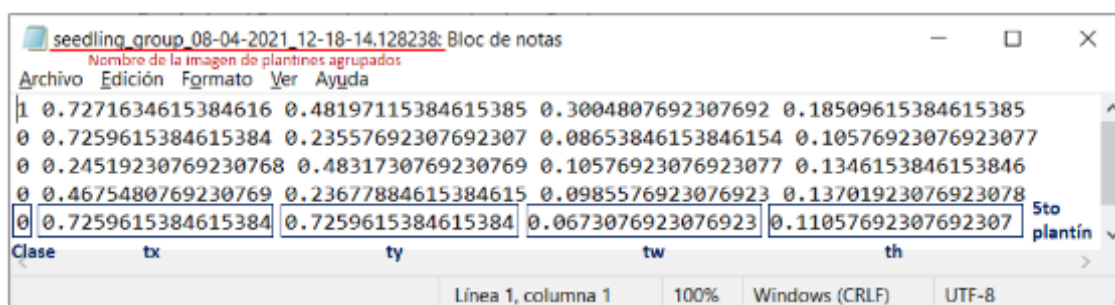 seedling_group_08-04-2021_12-18-14.128238: Bloc de notas
Nombre de la imagen de plantines agrupados
Archivo Edición Formato Ver Ayuda
1 0.7271634615384616 0.48197115384615385 0.3004807692307692 0.18509615384615385
0 0.7259615384615384 0.23557692307692307 0.08653846153846154 0.10576923076923077
0 0.24519230769230768 0.4831730769230769 0.10576923076923077 0.1346153846153846
0 0.4675480769230769 0.23677884615384615 0.0985576923076923 0.13701923076923078
0 0.7259615384615384 0.7259615384615384 0.0673076923076923 0.11057692307692307 5to plantín
Clase tx ty tw th
Línea 1, columna 1 100% Windows (CRLF) UTF-8